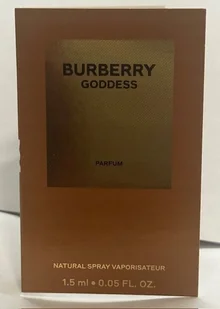 BURBERRY
GODDESS
PARFUM
NATURAL SPRAY VAPORISATEUR
1.5 ml • 0.05 FL. OZ.